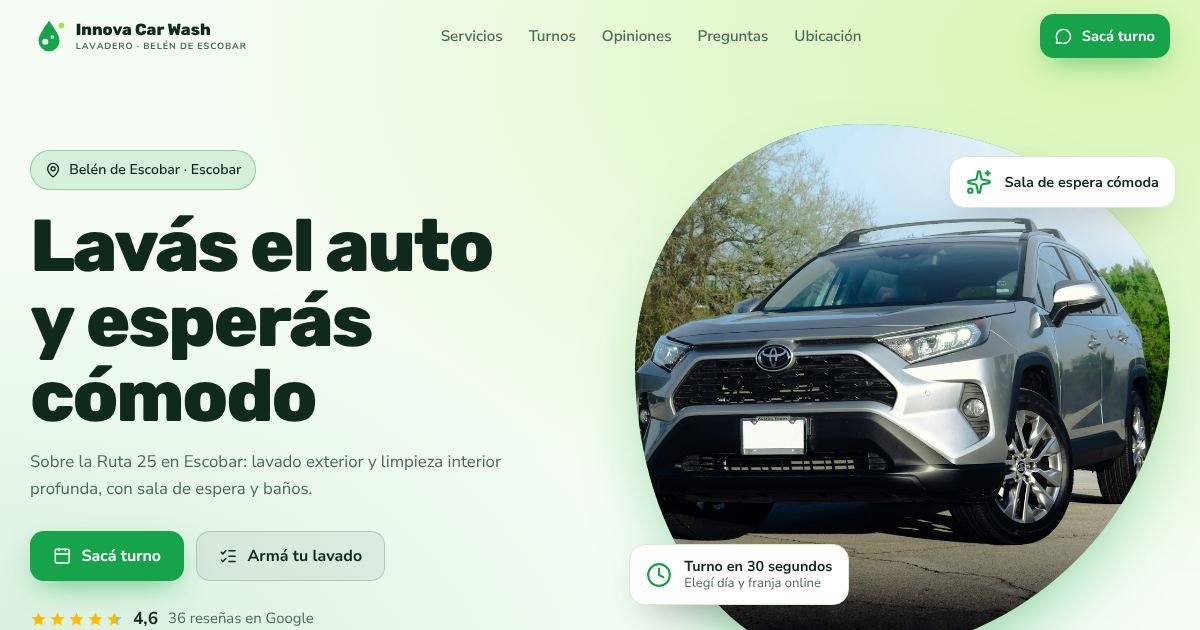 Innova Car Wash
LAVADERO · BELÉN DE ESCOBAR
Servicios
Turnos
Opiniones
Preguntas
Ubicación
Sacá turno
Belén de Escobar · Escobar
Sala de espera cómoda
Lavás el auto
y esperás
cómodo
Sobre la Ruta 25 en Escobar: lavado exterior y limpieza interior
profunda, con sala de espera y baños.
Sacá turno
Armá tu lavado
Turno en 30 segundos
Elegí día y franja online
4,6 36 reseñas en Google